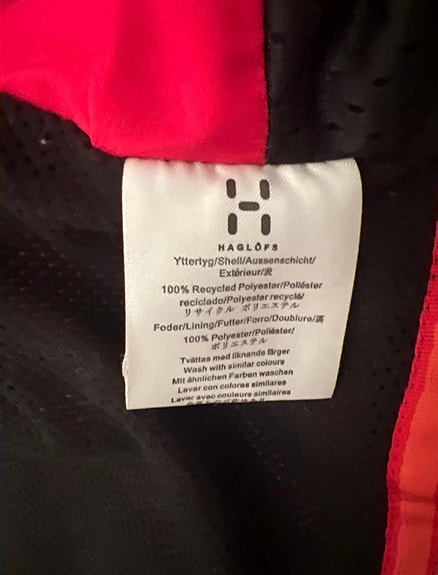 HAGLÖFS
Yttertyg/Shell/Aussenschicht/
Extérieur/表
100% Recycled Polyester/Poliéster
reciclado/Polyester recyclé/
リサイクル ポリエステル
Foder/Lining/Futter/Forro/Doublure/裏
100% Polyester/Poliéster/
ポリエステル
Tvättas med liknande färger
Wash with similar colours
Mit ähnlichen Farben waschen
Lavar con colores similares
Laver avec couleurs similaires